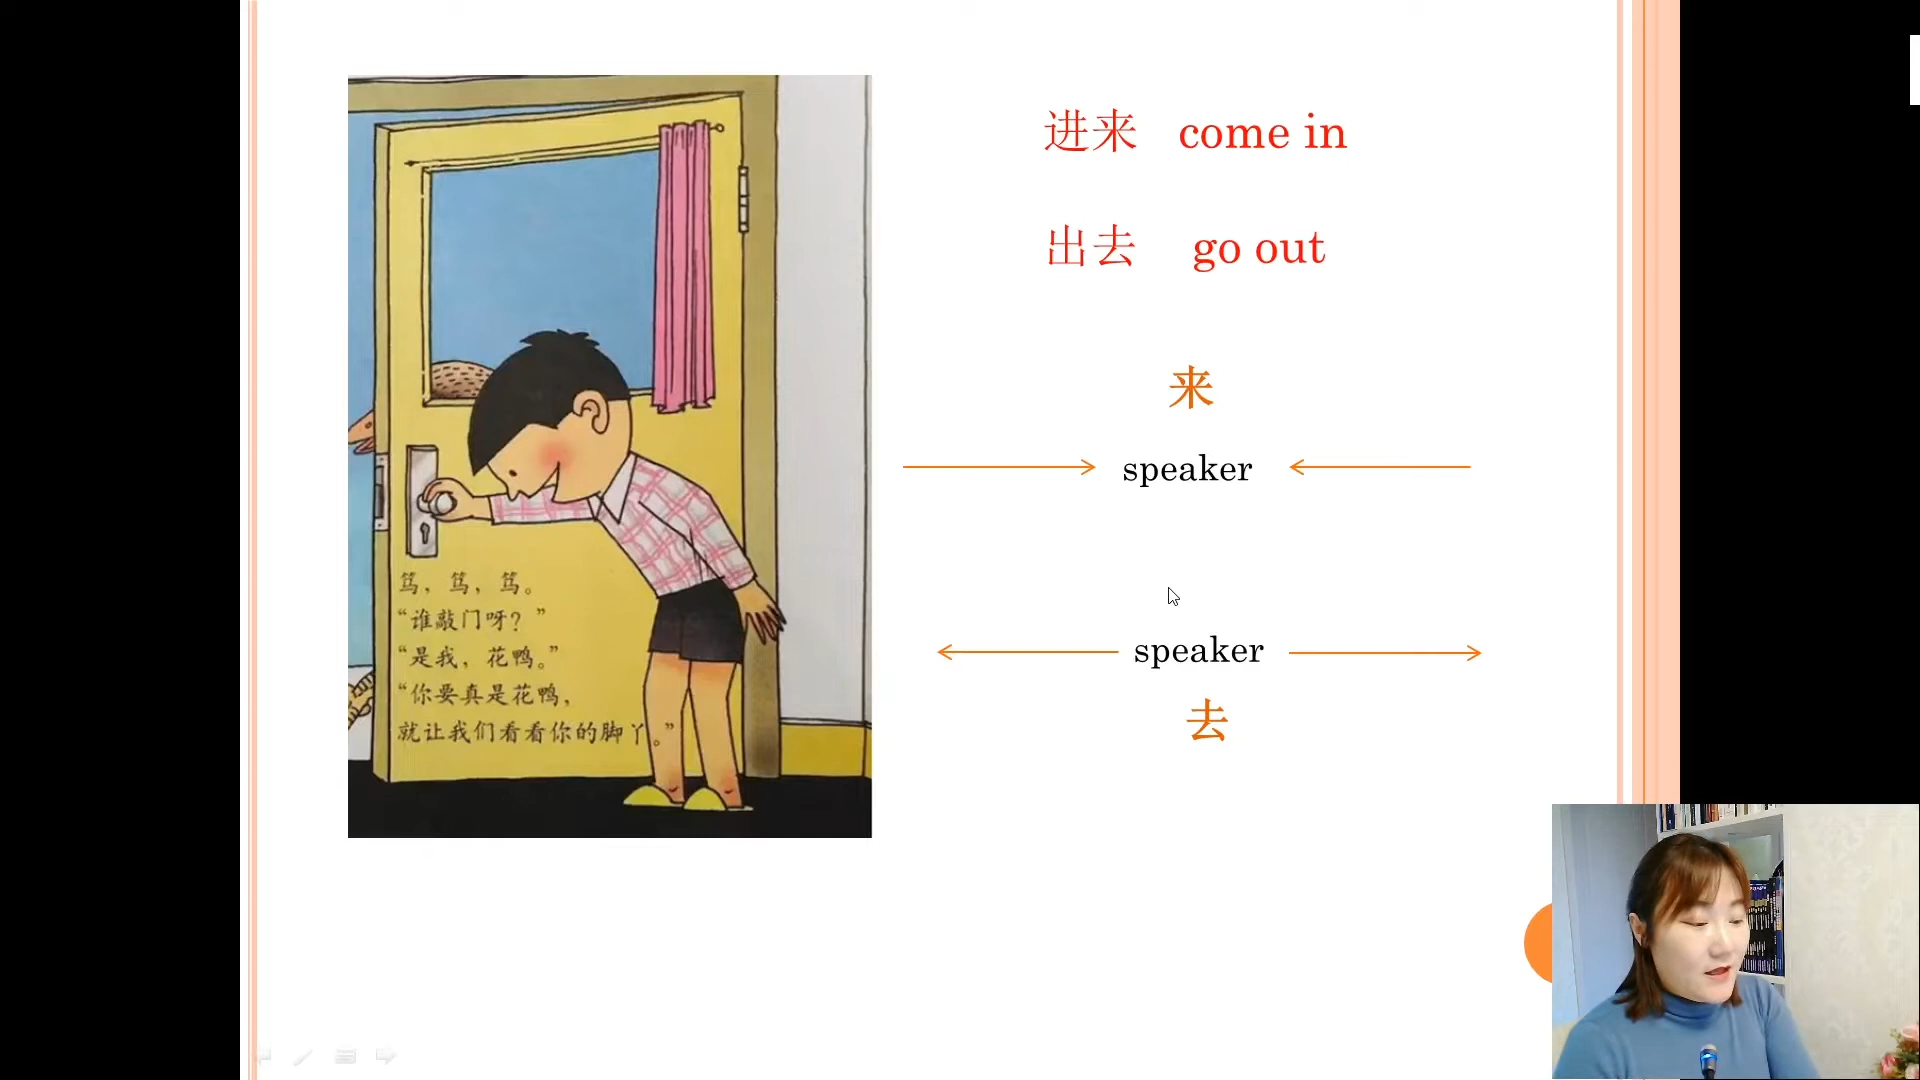 进来 come in
出去 go out
来
speaker
speaker
去
笃，笃，笃。
“谁敲门呀？”
“是我，花鸭。”
“你要真是花鸭，
就让我们看看你的脚丫。”